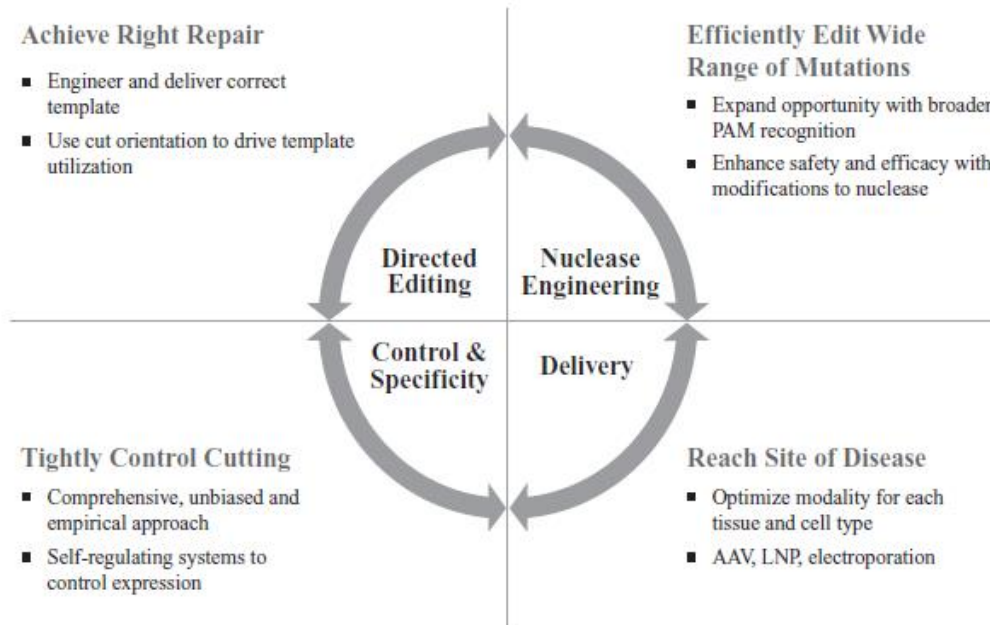 Achieve Right Repair
■ Engineer and deliver correct
template
■ Use cut orientation to drive template
utilization
Efficiently Edit Wide
Range of Mutations
■ Expand opportunity with broader
PAM recognition
■ Enhance safety and efficacy with
modifications to nuclease
Directed
Editing
Nuclease
Engineering
Control &
Specificity
Delivery
Tightly Control Cutting
■ Comprehensive, unbiased and
empirical approach
■ Self-regulating systems to
control expression
Reach Site of Disease
■ Optimize modality for each
tissue and cell type
■ AAV, LNP, electroporation